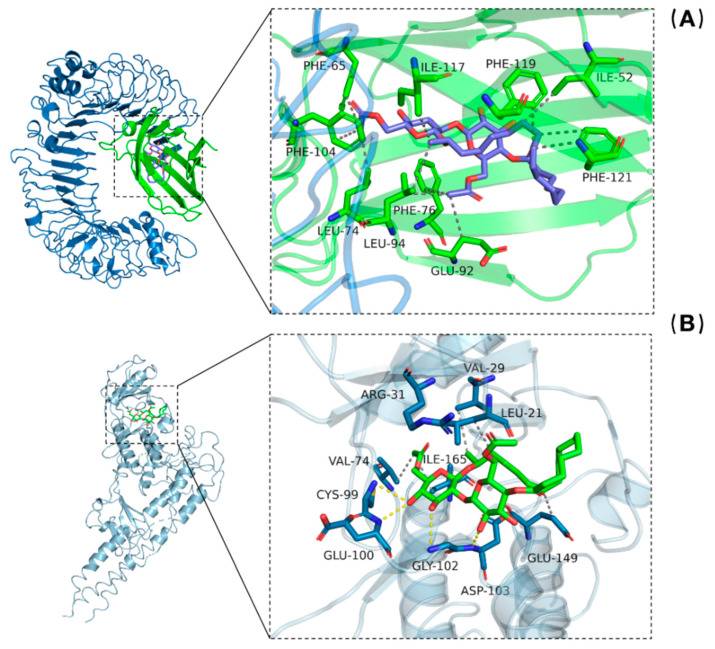 (A)
PHE-65
ILE-117
PHE-119
ILE-52
PHE-104
PHE-121
LEU-74
PHE-76
LEU-94
GLU-92
(B)
VAL-29
ARG-31
LEU-21
VAL-74
ILE-165
CYS-99
GLU-100
GLY-102
GLU-149
ASP-103